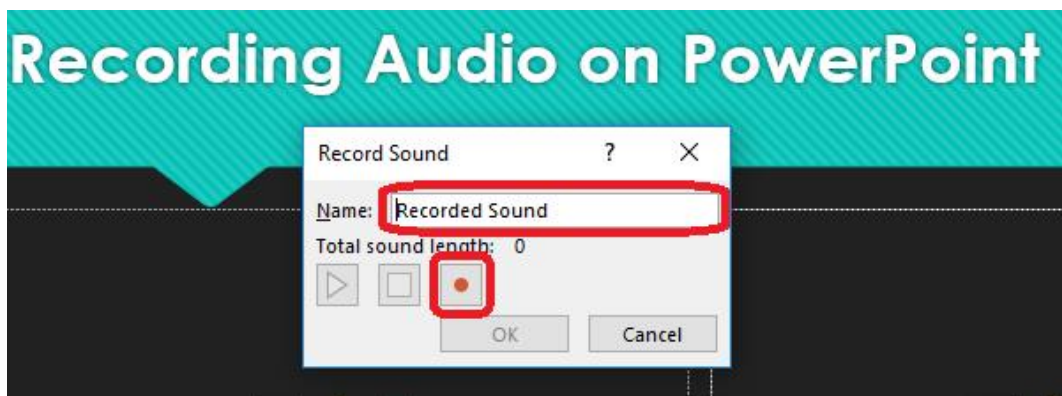 Recording Audio on PowerPoint
Record Sound ?
Name: Recorded Sound
Total sound length: 0
OK Cancel